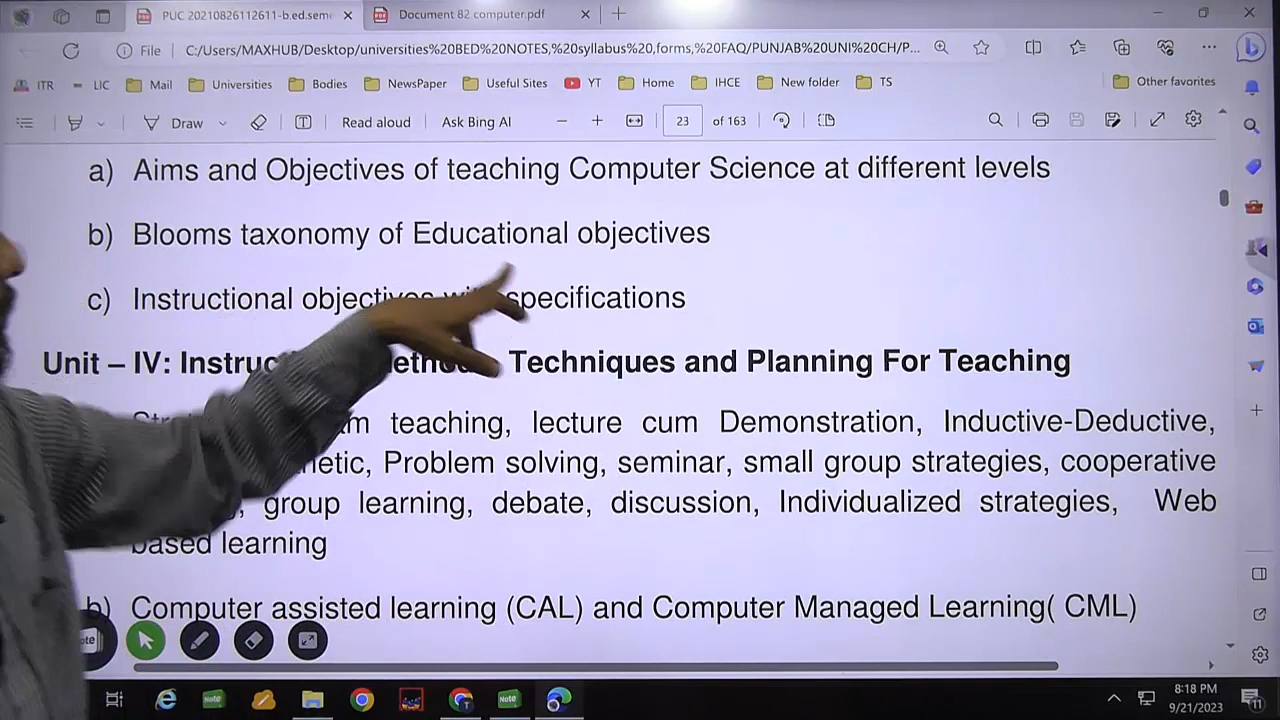 PUC 20210826112611-b.ed.seme
Document 82 computer.pdf
File C:/Users/MAXHUB/Desktop/universities%20BED%20NOTES,%20syllabus%20,forms,%20FAQ/PUNJAB%20UNI%20CH/P...
ITR LIC Mail Universities Bodies NewsPaper Useful Sites YT Home IHCE New folder TS Other favorites
Draw Read aloud Ask Bing AI 23 of 163
a) Aims and Objectives of teaching Computer Science at different levels
b) Blooms taxonomy of Educational objectives
c) Instructional objectives specifications
Unit – IV: Techniques and Planning For Teaching
teaching, lecture cum Demonstration, Inductive-Deductive,
Problem solving, seminar, small group strategies, cooperative
group learning, debate, discussion, Individualized strategies, Web
based learning
b) Computer assisted learning (CAL) and Computer Managed Learning( CML)
Note
Note
8:18 PM
9/21/2023
11